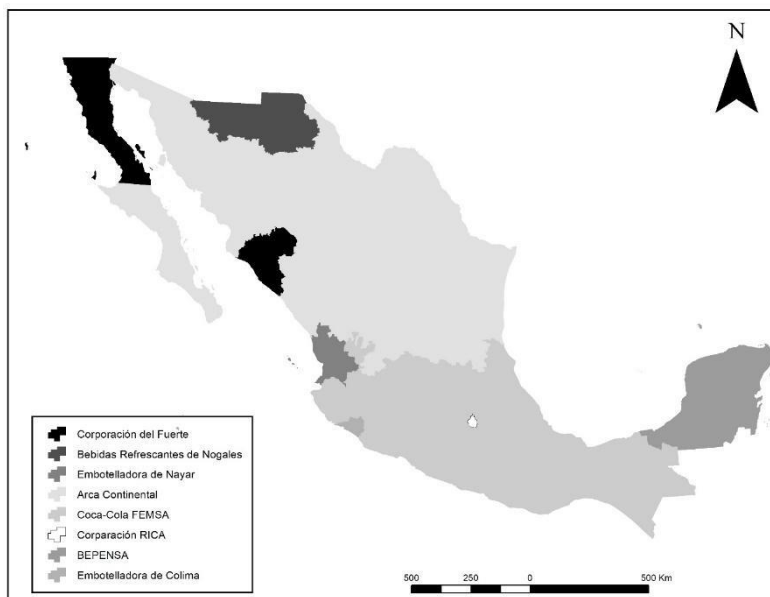 N
Corporación del Fuerte
Bebidas Refrescantes de Nogales
Embotelladora de Nayar
Arca Continental
Coca-Cola FEMSA
Corparación RICA
BEPENSA
Embotelladora de Colima
500 250 0 500 Km